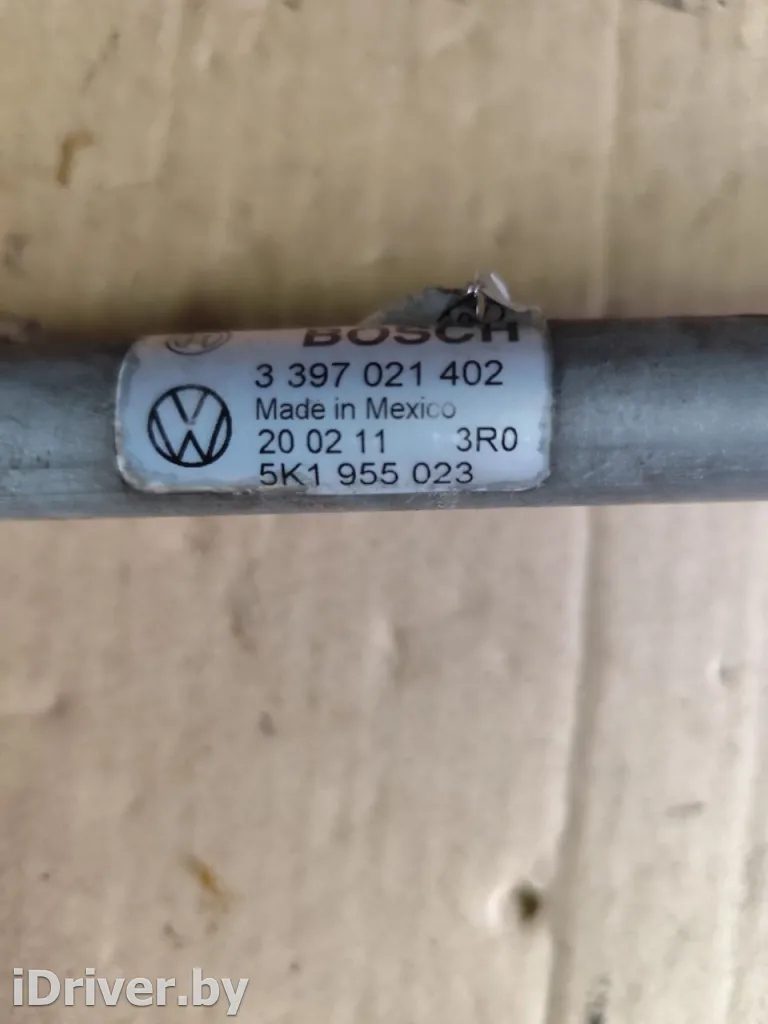 BOSCH
3 397 021 402
Made in Mexico
20 02 11 3R0
5K1 955 023
iDriver.by